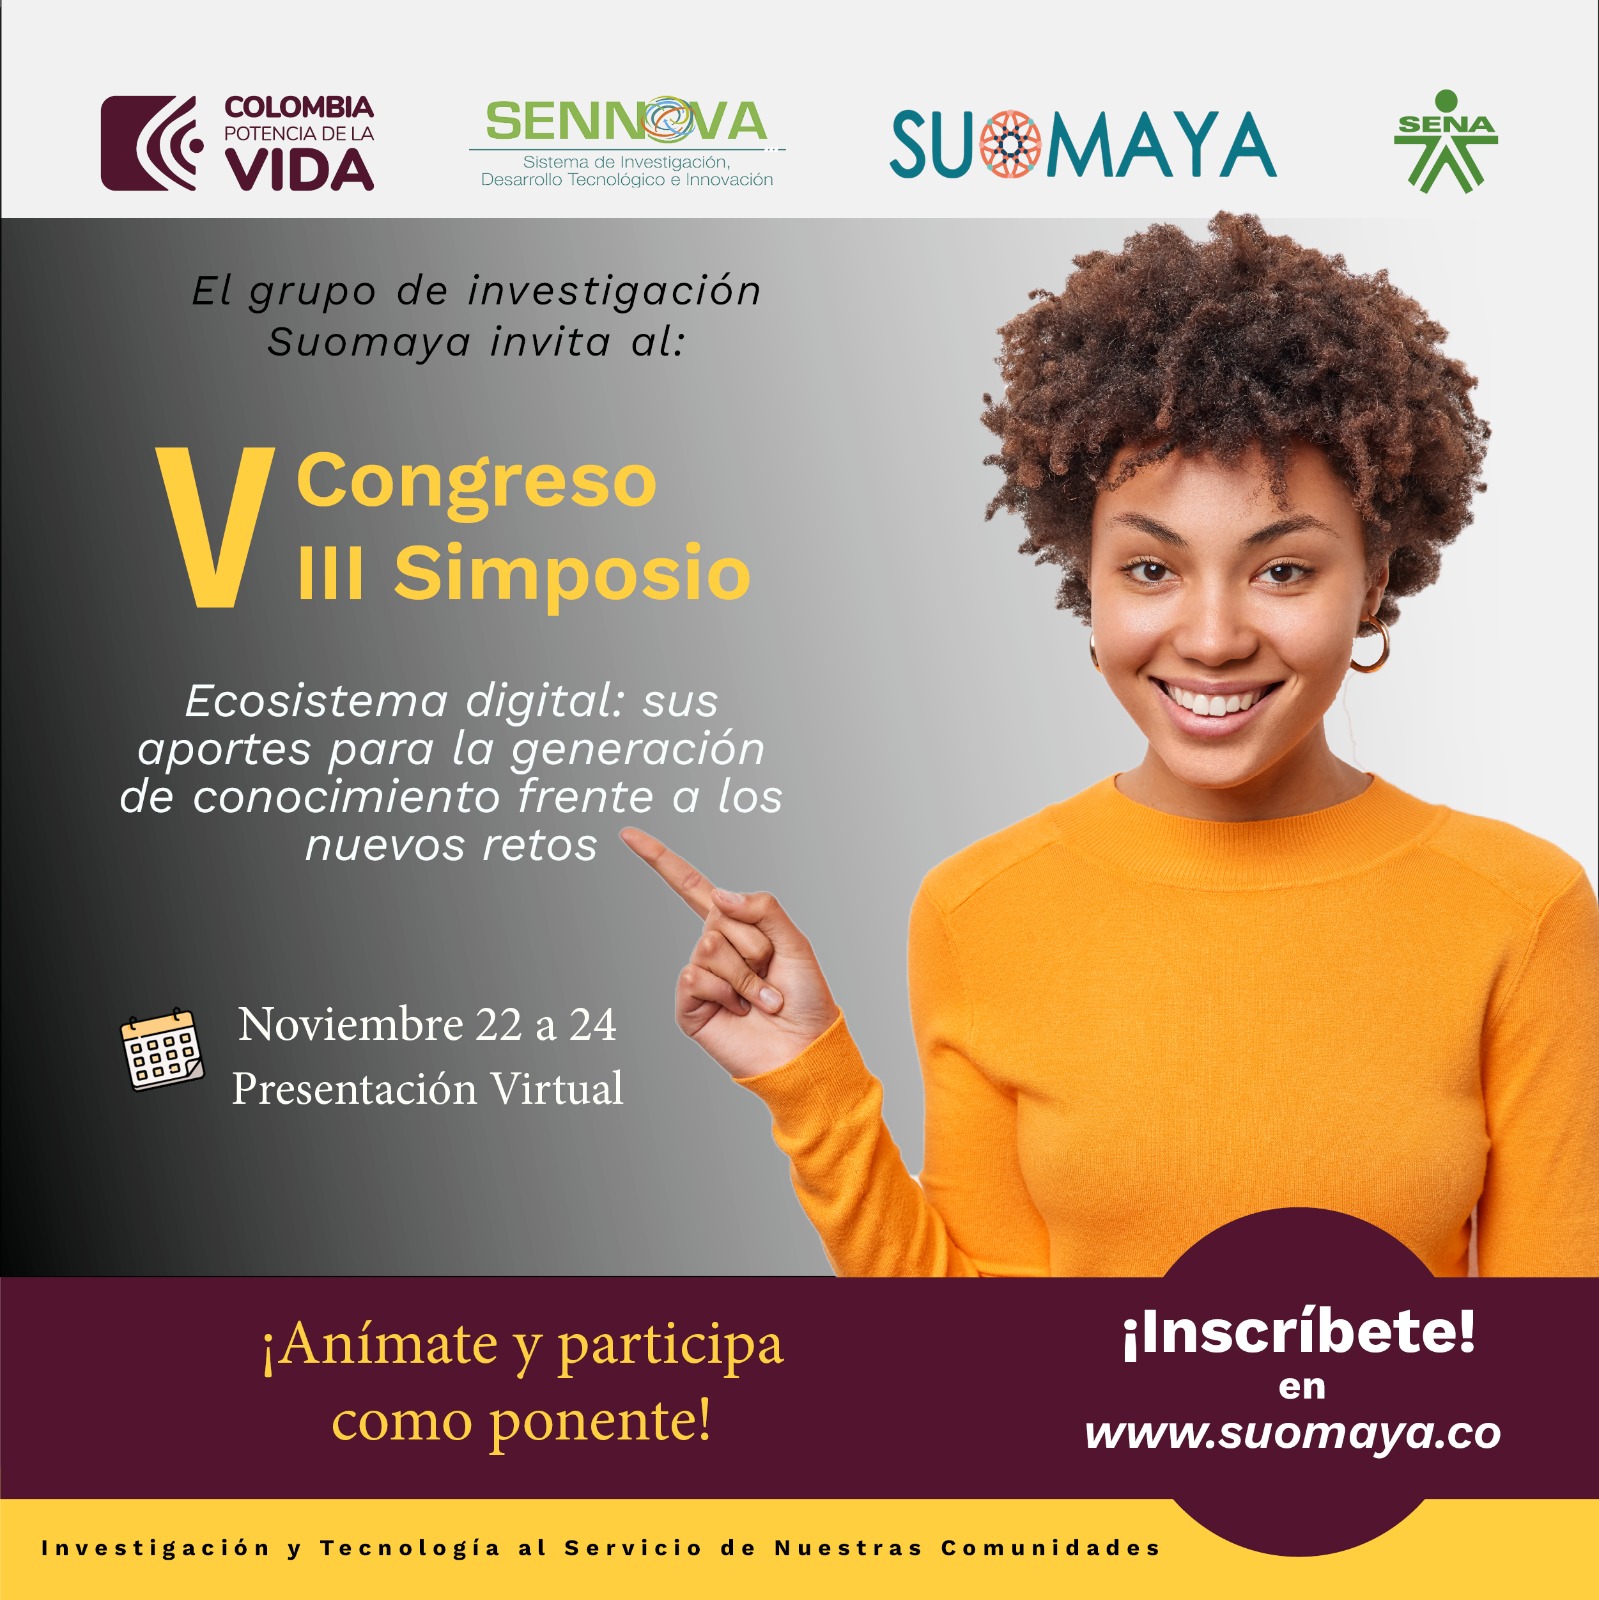 COLOMBIA
POTENCIA DE LA
VIDA
SENNOVA
Sistema de Investigación,
Desarrollo Tecnológico e Innovación
SUOMAYA
SENA
El grupo de investigación
Suomaya invita al:
V Congreso
III Simposio
Ecosistema digital: sus
aportes para la generación
de conocimiento frente a los
nuevos retos
Noviembre 22 a 24
Presentación Virtual
¡Anímate y participa
como ponente!
¡Inscríbete!
en
www.suomaya.co
Investigación y Tecnología al Servicio de Nuestras Comunidades